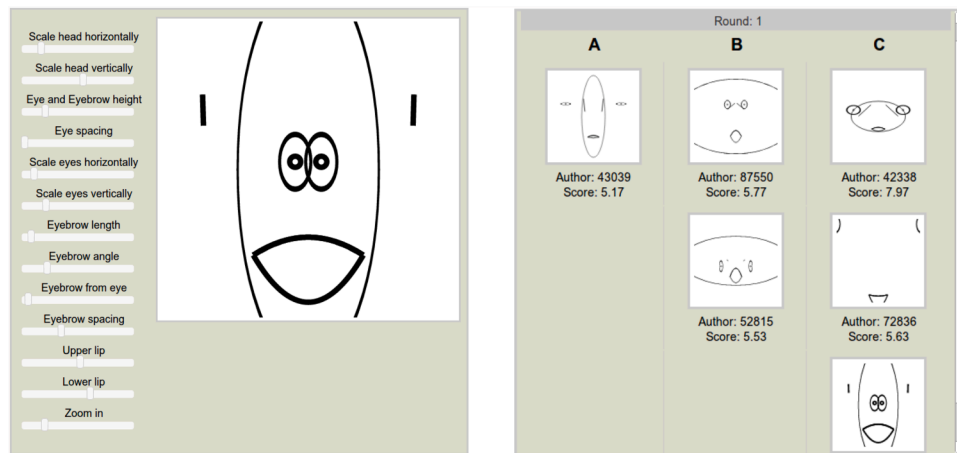 Scale head horizontally
Scale head vertically
Eye and Eyebrow height
Eye spacing
Scale eyes horizontally
Scale eyes vertically
Eyebrow length
Eyebrow angle
Eyebrow from eye
Eyebrow spacing
Upper lip
Lower lip
Zoom in
Round: 1
A
B
C
Author: 43039
Score: 5.17
Author: 87550
Score: 5.77
Author: 42338
Score: 7.97
Author: 52815
Score: 5.53
Author: 72836
Score: 5.63